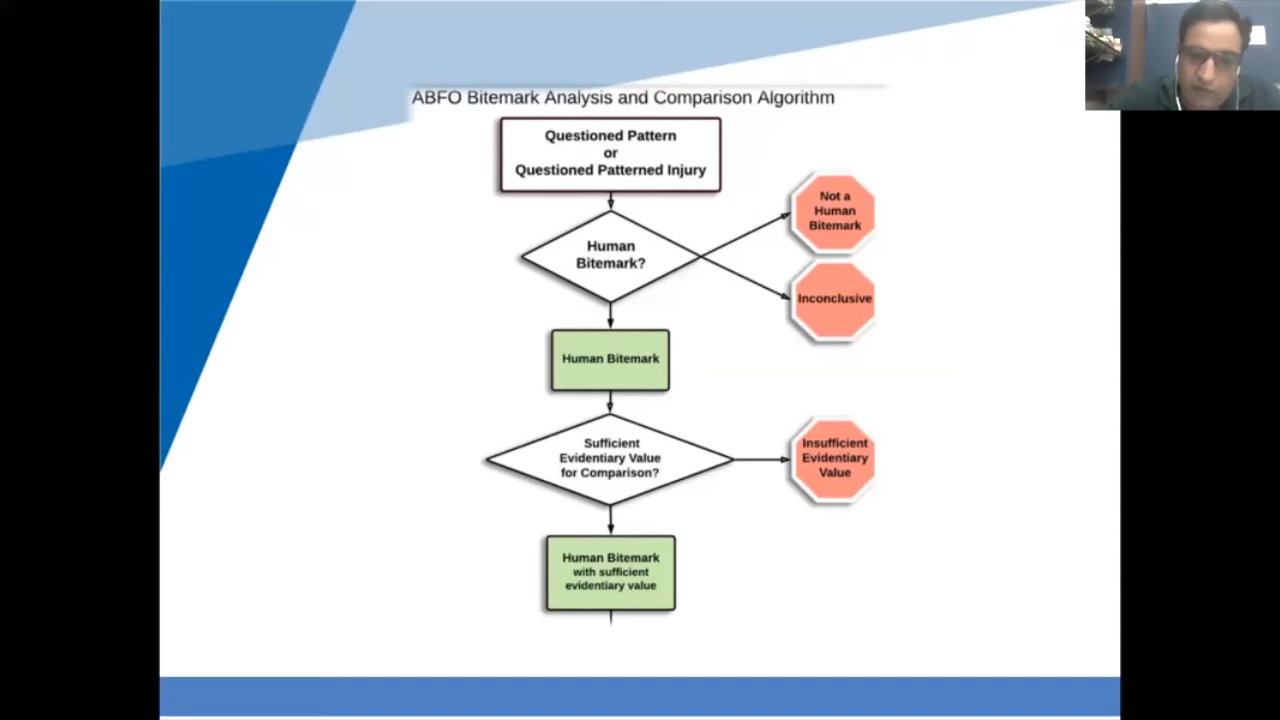 ABFO Bitemark Analysis and Comparison Algorithm
Questioned Pattern
or
Questioned Patterned Injury
Human
Bitemark?
Not a
Human
Bitemark
Inconclusive
Human Bitemark
Sufficient
Evidentiary Value
for Comparison?
Insufficient
Evidentiary
Value
Human Bitemark
with sufficient
evidentiary value